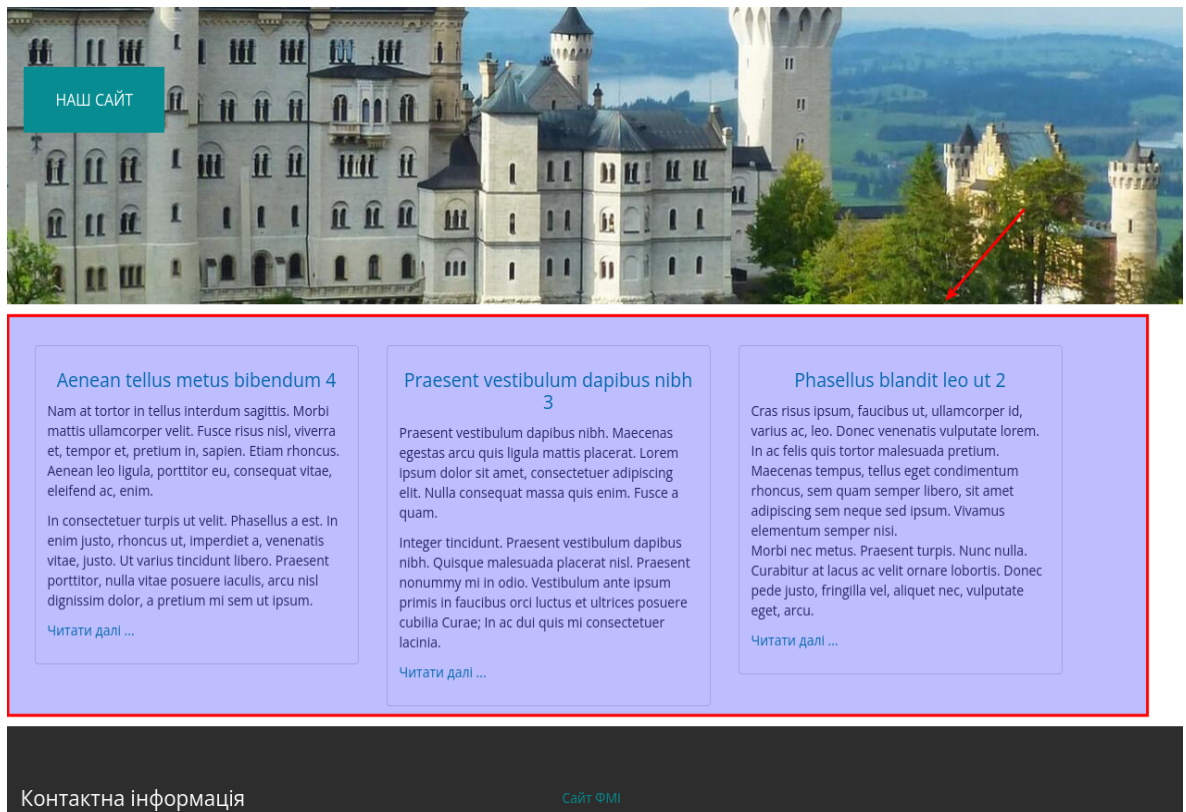 НАШ САЙТ
Aenean tellus metus bibendum 4
Nam at tortor in tellus interdum sagittis. Morbi
mattis ullamcorper velit. Fusce risus nisl, viverra
et, tempor et, pretium in, sapien. Etiam rhoncus.
Aenean leo ligula, porttitor eu, consequat vitae,
eleifend ac, enim.
In consectetuer turpis ut velit. Phasellus a est. In
enim justo, rhoncus ut, imperdiet a, venenatis
vitae, justo. Ut varius tincidunt libero. Praesent
porttitor, nulla vitae posuere iaculis, arcu nisl
dignissim dolor, a pretium mi sem ut ipsum.
Читати далі ...
Praesent vestibulum dapibus nibh
3
Praesent vestibulum dapibus nibh. Maecenas
egestas arcu quis ligula mattis placerat. Lorem
ipsum dolor sit amet, consectetuer adipiscing
elit. Nulla consequat massa quis enim. Fusce a
quam.
Integer tincidunt. Praesent vestibulum dapibus
nibh. Quisque malesuada placerat nisl. Praesent
nonummy mi in odio. Vestibulum ante ipsum
primis in faucibus orci luctus et ultrices posuere
cubilia Curae; In ac dui quis mi consectetuer
lacinia.
Читати далі ...
Phasellus blandit leo ut 2
Cras risus ipsum, faucibus ut, ullamcorper id,
varius ac, leo. Donec venenatis vulputate lorem.
In ac felis quis tortor malesuada pretium.
Maecenas tempus, tellus eget condimentum
rhoncus, sem quam semper libero, sit amet
adipiscing sem neque sed ipsum. Vivamus
elementum semper nisi.
Morbi nec metus. Praesent turpis. Nunc nulla.
Curabitur at lacus ac velit ornare lobortis. Donec
pede justo, fringilla vel, aliquet nec, vulputate
eget, arcu.
Читати далі ...
Контактна інформація
Сайт ФМІ